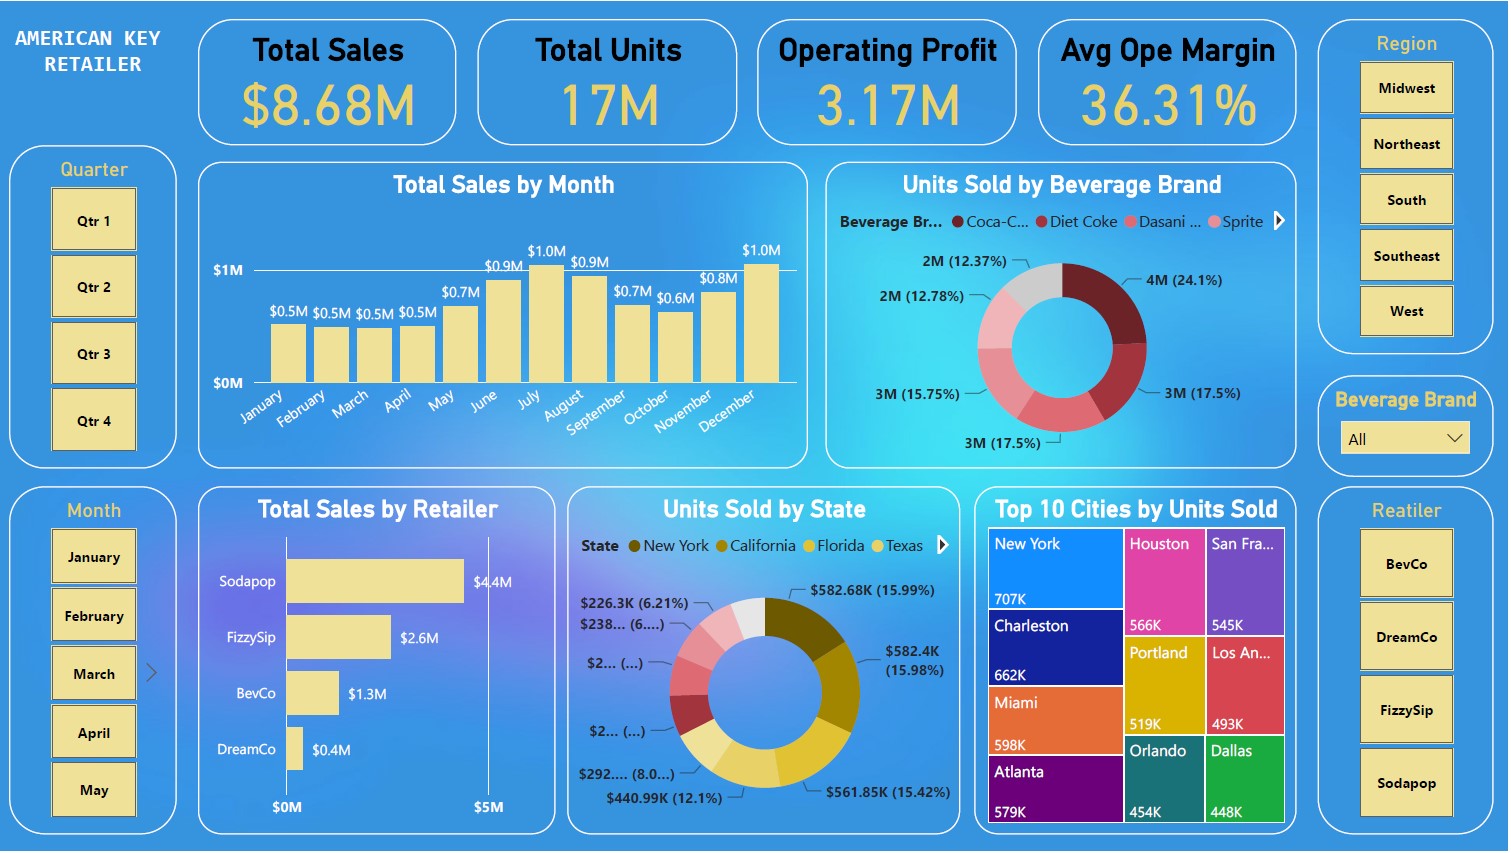 AMERICAN KEY
RETAILER
Total Sales
$8.68M
Total Units
17M
Operating Profit
3.17M
Avg Ope Margin
36.31%
Region
Midwest
Northeast
South
Southeast
West
Quarter
Qtr 1
Qtr 2
Qtr 3
Qtr 4
Total Sales by Month
$1M
$0M
$0.5M
$0.5M
$0.5M
$0.5M
$0.7M
$0.9M
$1.0M
$0.9M
$0.7M
$0.6M
$0.8M
$1.0M
January
February
March
April
May
June
July
August
September
October
November
December
Units Sold by Beverage Brand
Beverage Br... Coca-C... Diet Coke Dasani ... Sprite
2M (12.37%)
4M (24.1%)
2M (12.78%)
3M (15.75%)
3M (17.5%)
3M (17.5%)
Beverage Brand
All
Month
January
February
March
April
May
Total Sales by Retailer
Sodapop
$4.4M
FizzySip
$2.6M
BevCo
$1.3M
DreamCo
$0.4M
$0M
$5M
Units Sold by State
State New York California Florida Texas
$582.68K (15.99%)
$226.3K (6.21%)
$238... (6....)
$582.4K
(15.98%)
$2... (...)
$2... (...)
$292.... (8.0...)
$440.99K (12.1%)
$561.85K (15.42%)
Top 10 Cities by Units Sold
New York
707K
Charleston
662K
Miami
598K
Atlanta
579K
Houston
566K
San Fra...
545K
Portland
519K
Los An...
493K
Orlando
454K
Dallas
448K
Reatiler
BevCo
DreamCo
FizzySip
Sodapop